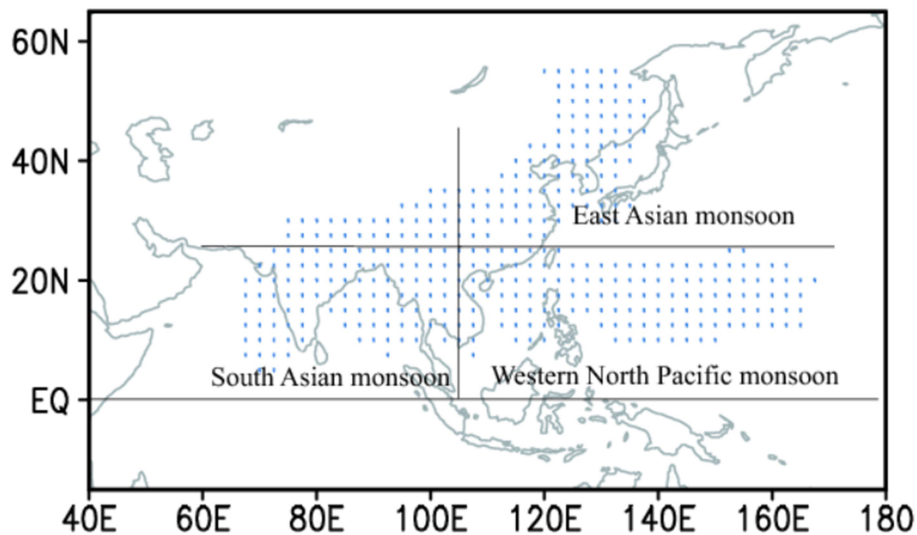 60N
40N
East Asian monsoon
20N
South Asian monsoon
Western North Pacific monsoon
EQ
40E 60E 80E 100E 120E 140E 160E 180